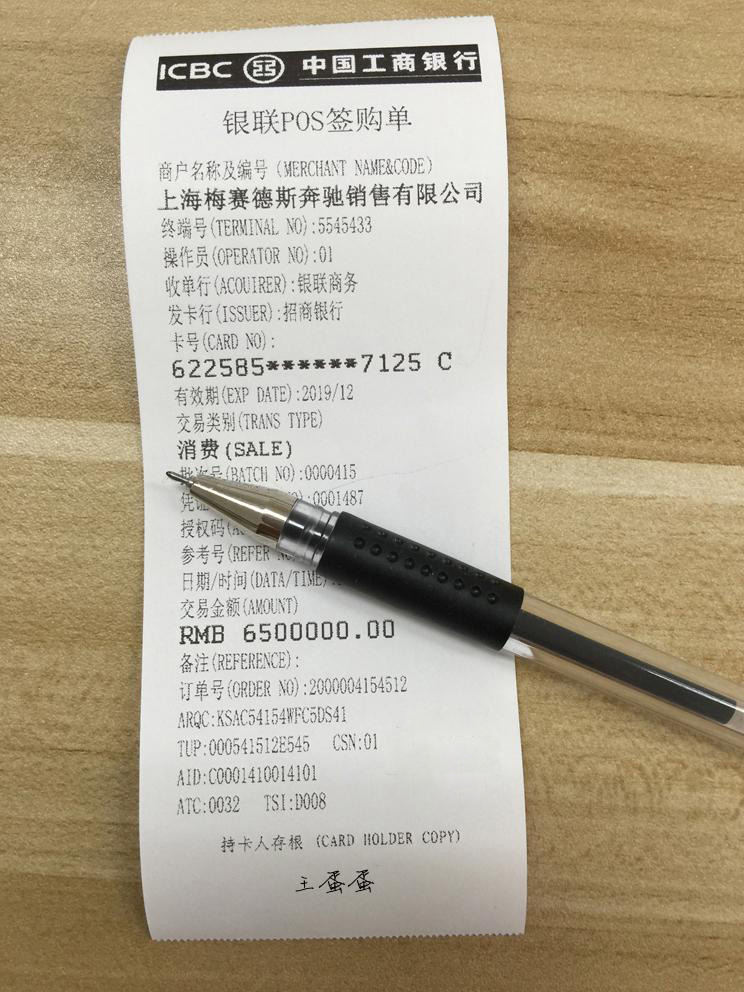 ICBC 中国工商银行
银联POS签购单
商户名称及编号(MERCHANT NAME&CODE)
上海梅赛德斯奔驰销售有限公司
终端号(TERMINAL NO):5545433
操作员(OPERATOR NO):01
收单行(ACQUIRER):银联商务
发卡行(ISSUER):招商银行
卡号(CARD NO):
622585******7125 C
有效期(EXP DATE):2019/12
交易类别(TRANS TYPE)
消费(SALE)
批次号(BATCH NO):0000415
NO):0001487
授权码
参考号(REFER
日期/时间(DATA/TIME)
交易金额(AMOUNT)
RMB 6500000.00
备注(REFERENCE):
订单号(ORDER NO):2000004154512
ARQC:KSAC54154WFC5DS41
TUP:000541512E545 CSN:01
AID:C0001410014101
ATC:0032 TSI:D008
持卡人存根 (CARD HOLDER COPY)
王蛋蛋